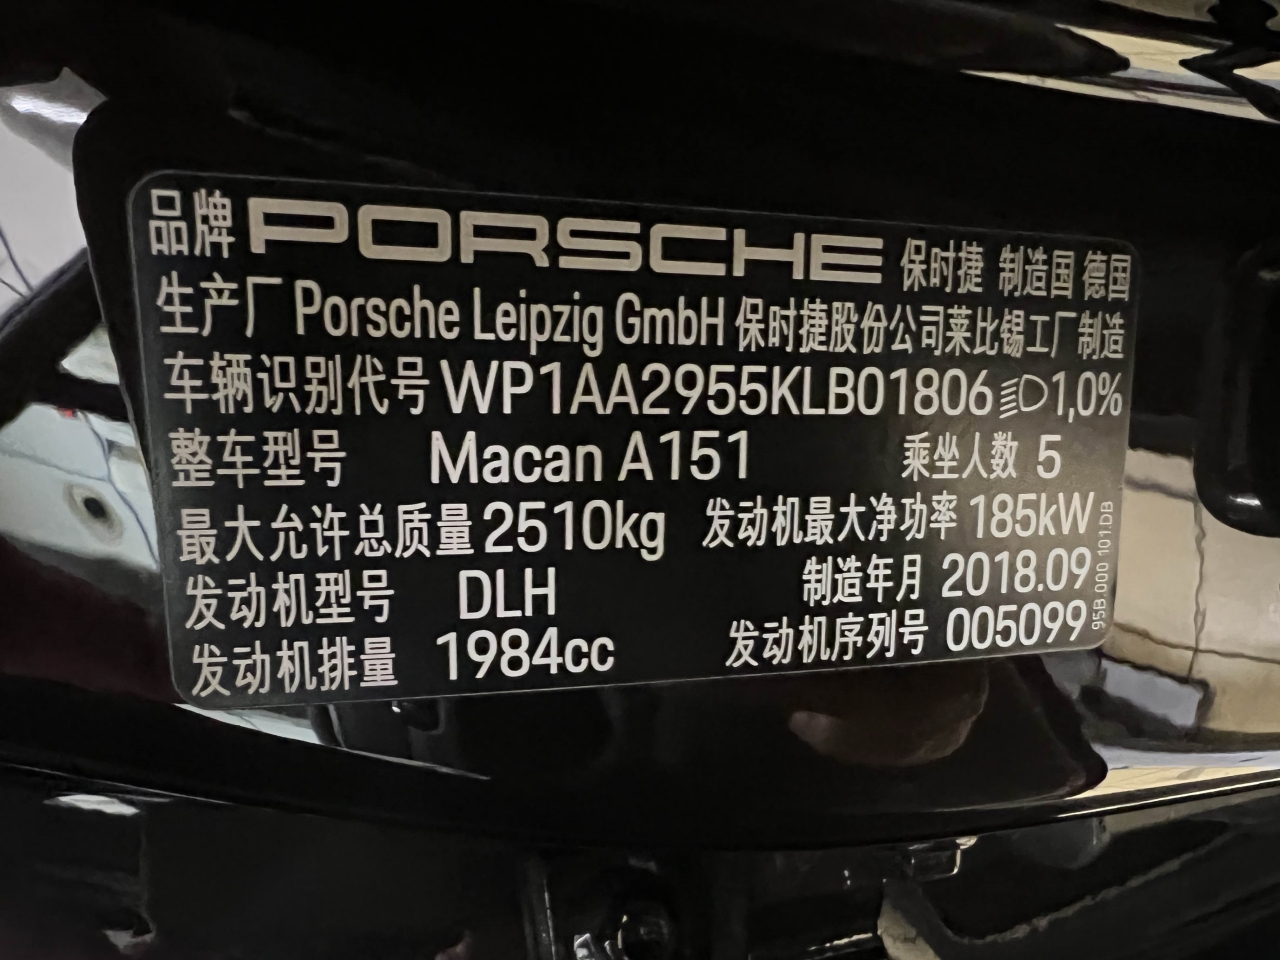 品牌 PORSCHE 保时捷 制造国 德国
生产厂 Porsche Leipzig GmbH 保时捷股份公司莱比锡工厂制造
车辆识别代号 WP1AA2955KLB01806 1,0%
整车型号 Macan A151 乘坐人数 5
最大允许总质量 2510kg 发动机最大净功率 185kW
发动机型号 DLH 制造年月 2018.09
发动机排量 1984cc 发动机序列号 005099
95B.000 101.DB